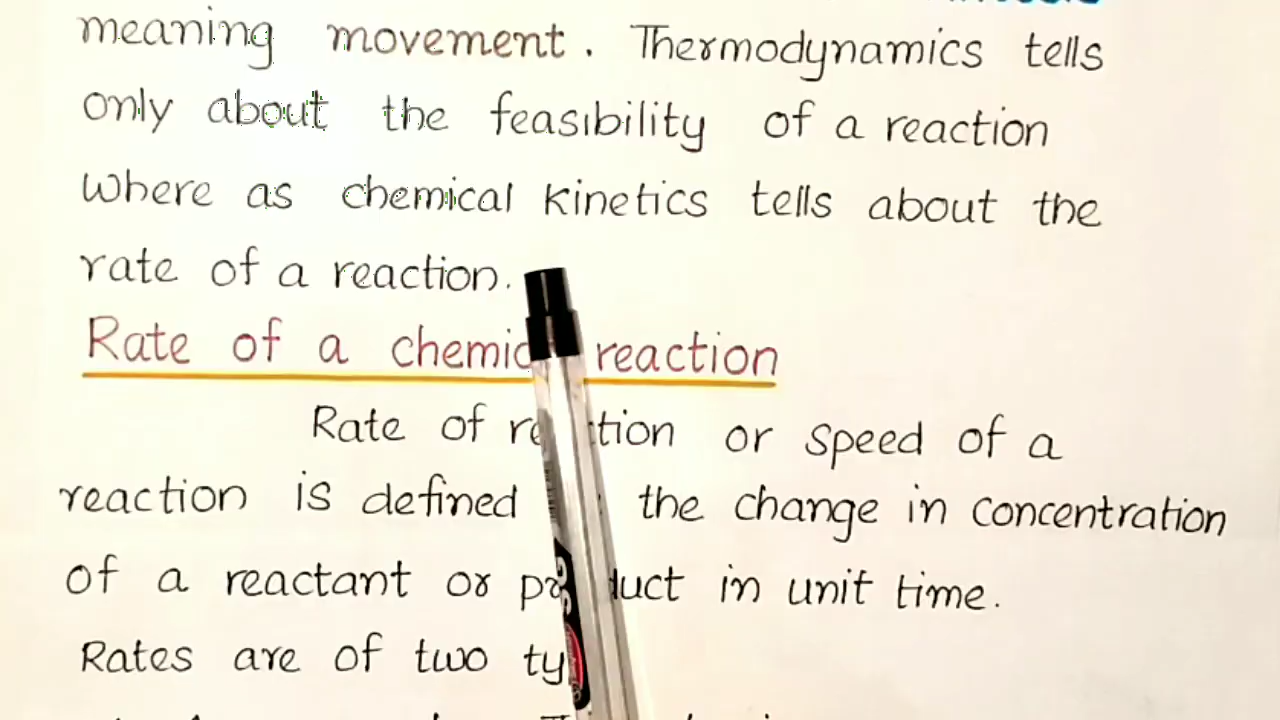 meaning movement. Thermodynamics tells
only about the feasibility of a reaction
where as chemical kinetics tells about the
rate of a reaction.
Rate of a chemic reaction
Rate of re tion or speed of a
reaction is defined the change in concentration
of a reactant or pr duct in unit time.
Rates are of two ty